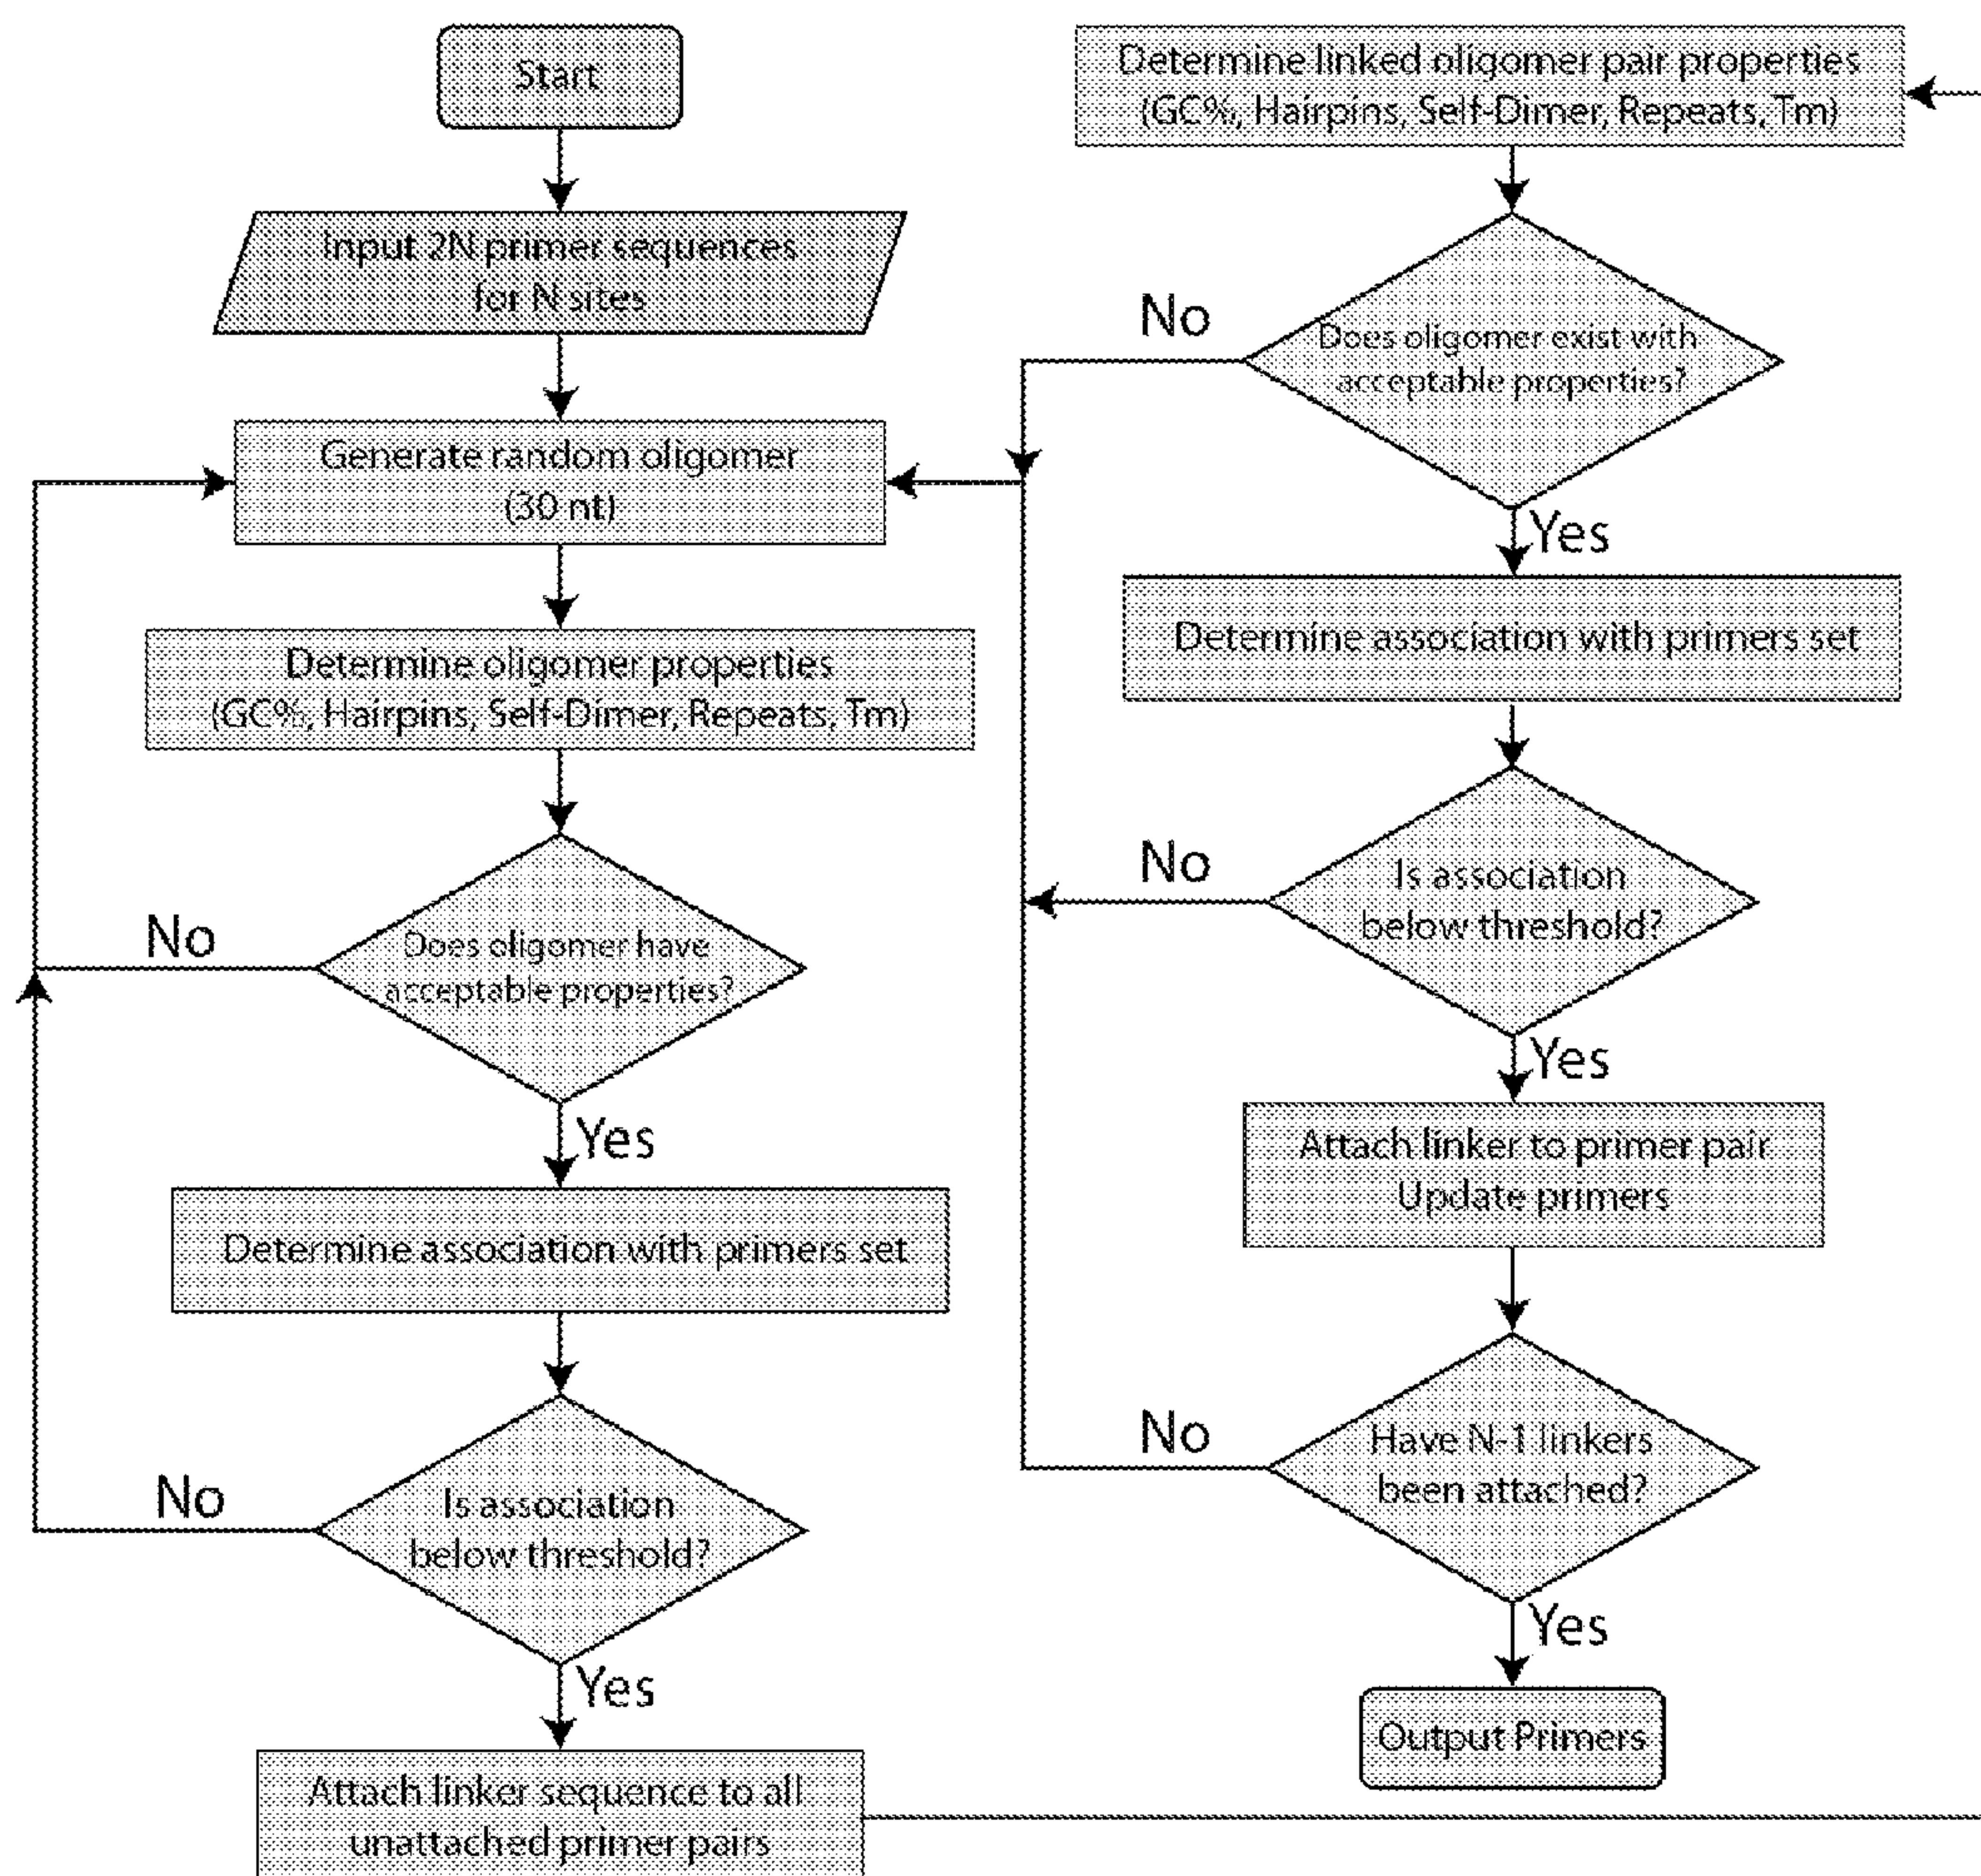 Start
Input 2N primer sequences
for N sites
Generate random oligomer
(30 nt)
Determine oligomer properties
(GC%, Hairpins, Self-Dimer, Repeats, Tm)
Does oligomer have
acceptable properties?
No
Yes
Determine association with primers set
Is association
below threshold?
No
Yes
Attach linker sequence to all
unattached primer pairs
Determine linked oligomer pair properties
(GC%, Hairpins, Self-Dimer, Repeats, Tm)
Does oligomer exist with
acceptable properties?
No
Yes
Determine association with primers set
Is association
below threshold?
No
Yes
Attach linker to primer pair
Update primers
Have N-1 linkers
been attached?
No
Yes
Output Primers